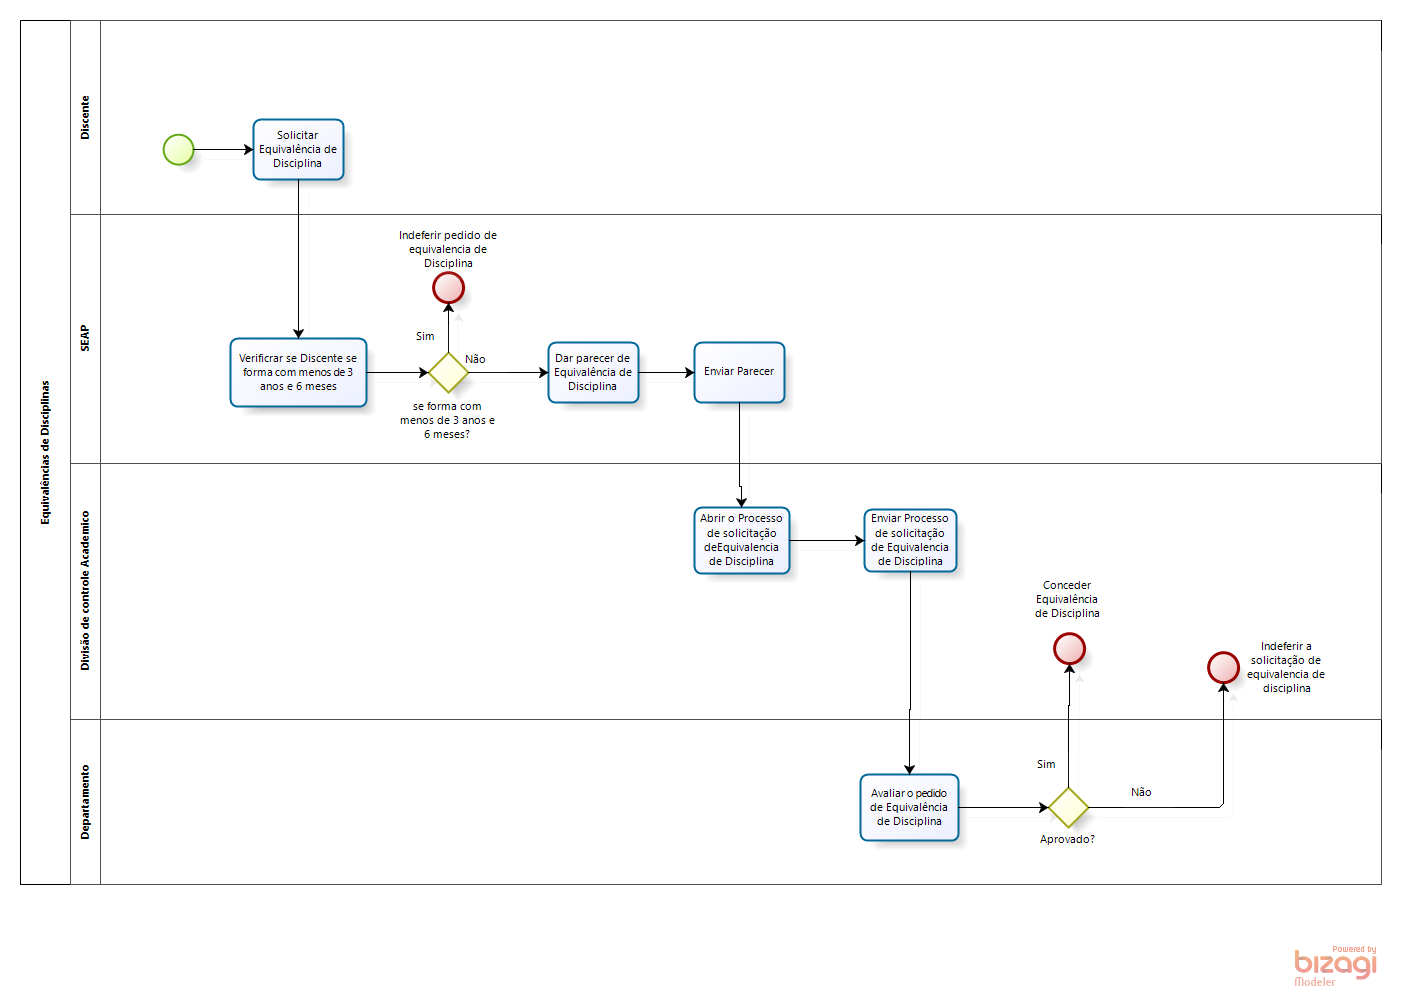 Equivalências de Disciplinas
Discente
Solicitar
Equivalência de
Disciplina
SEAP
Indeferir pedido de
equivalencia de
Disciplina
Sim
Não
Verificrar se Discente se
forma com menos de 3
anos e 6 meses
se forma com
menos de 3 anos e
6 meses?
Dar parecer de
Equivalência de
Disciplina
Enviar Parecer
Divisão de controle Academico
Abrir o Processo
de solicitação
deEquivalencia
de Disciplina
Enviar Processo
de solicitação
de Equivalencia
de Disciplina
Conceder
Equivalência
de Disciplina
Indeferir a
solicitação de
equivalencia de
disciplina
Departamento
Avaliar o pedido
de Equivalência
de Disciplina
Sim
Não
Aprovado?
Powered by
bizagi
Modeler